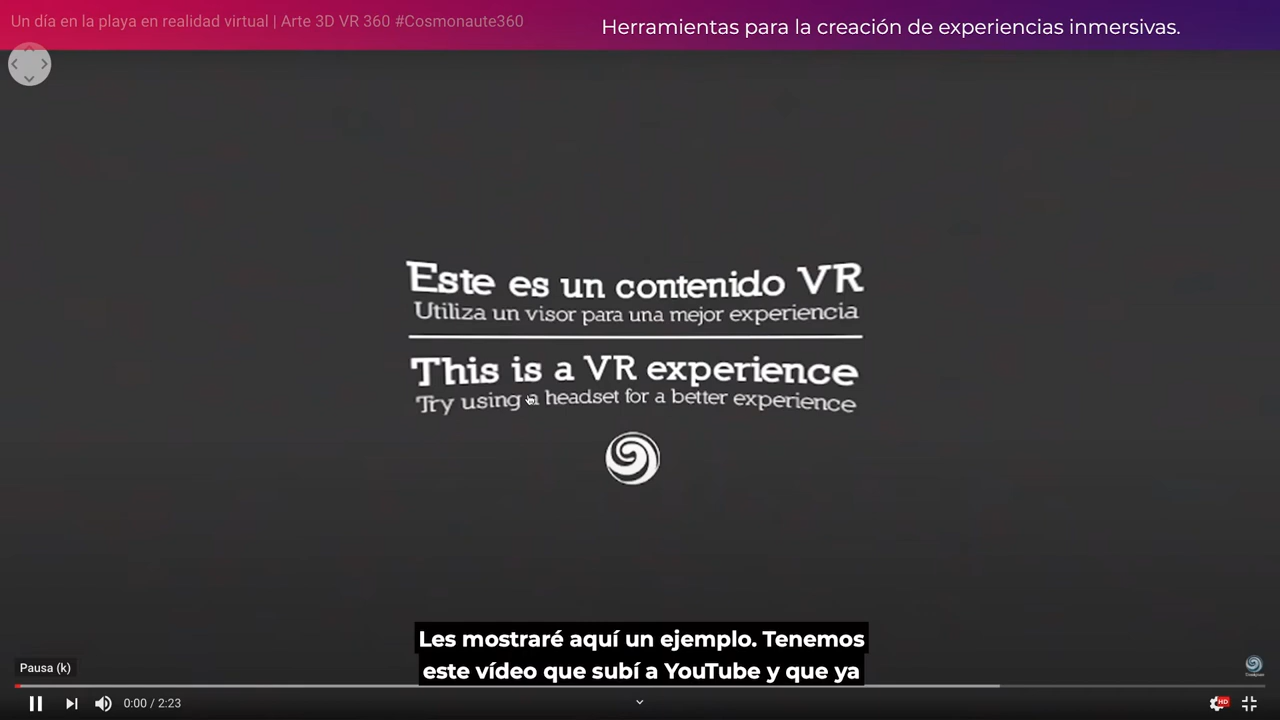 Un día en la playa en realidad virtual | Arte 3D VR 360 #Cosmonaute360
Herramientas para la creación de experiencias inmersivas.
Este es un contenido VR
Utiliza un visor para una mejor experiencia
This is a VR experience
Try using a headset for a better experience
Les mostraré aquí un ejemplo. Tenemos
este vídeo que subí a YouTube y que ya
Pausa (k)
0:00 / 2:23
HD